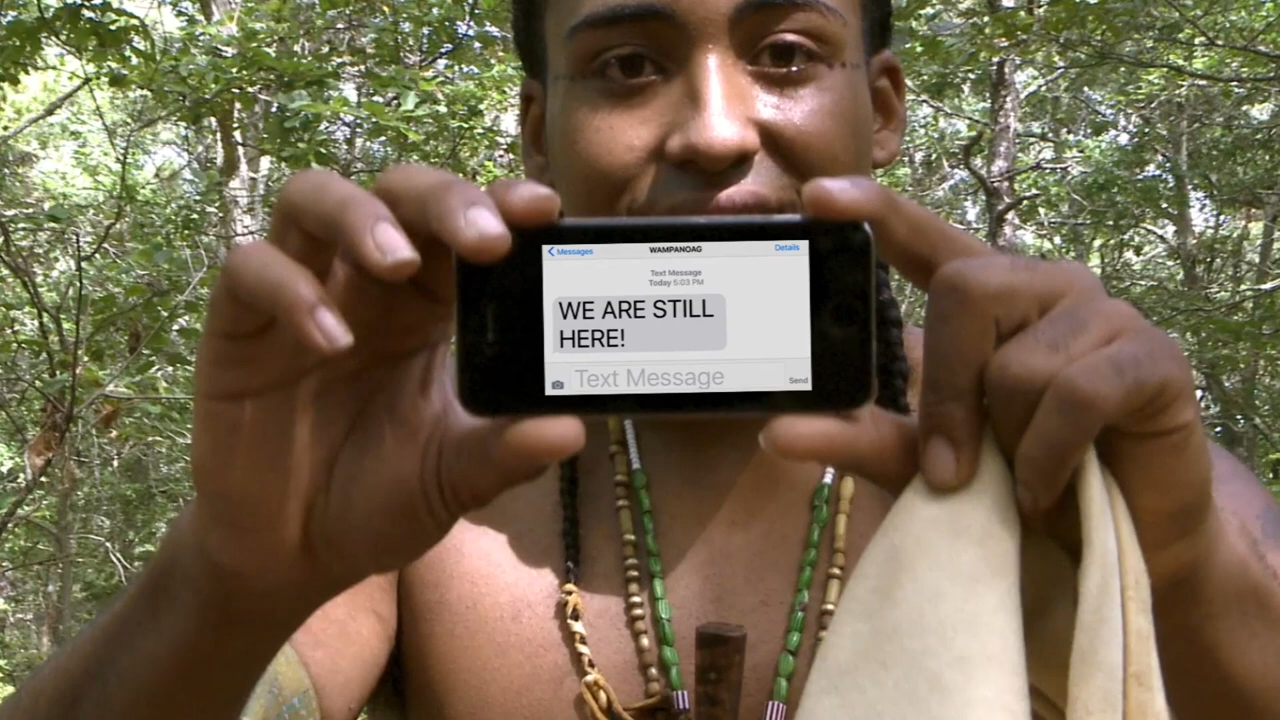 Messages WAMPANOAG Details
Text Message
Today 5:03 PM
WE ARE STILL
HERE!
Text Message Send